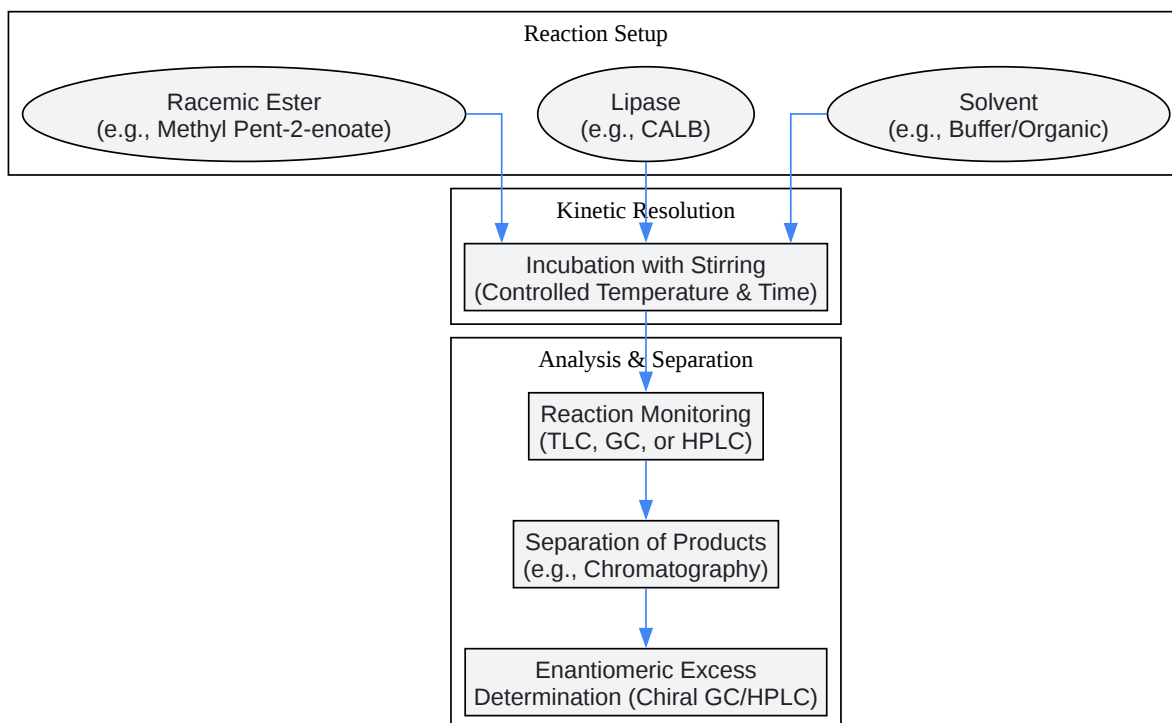 Reaction Setup
Racemic Ester
(e.g., Methyl Pent-2-enoate)
Lipase
(e.g., CALB)
Solvent
(e.g., Buffer/Organic)
Kinetic Resolution
Incubation with Stirring
(Controlled Temperature & Time)
Analysis & Separation
Reaction Monitoring
(TLC, GC, or HPLC)
Separation of Products
(e.g., Chromatography)
Enantiomeric Excess
Determination (Chiral GC/HPLC)